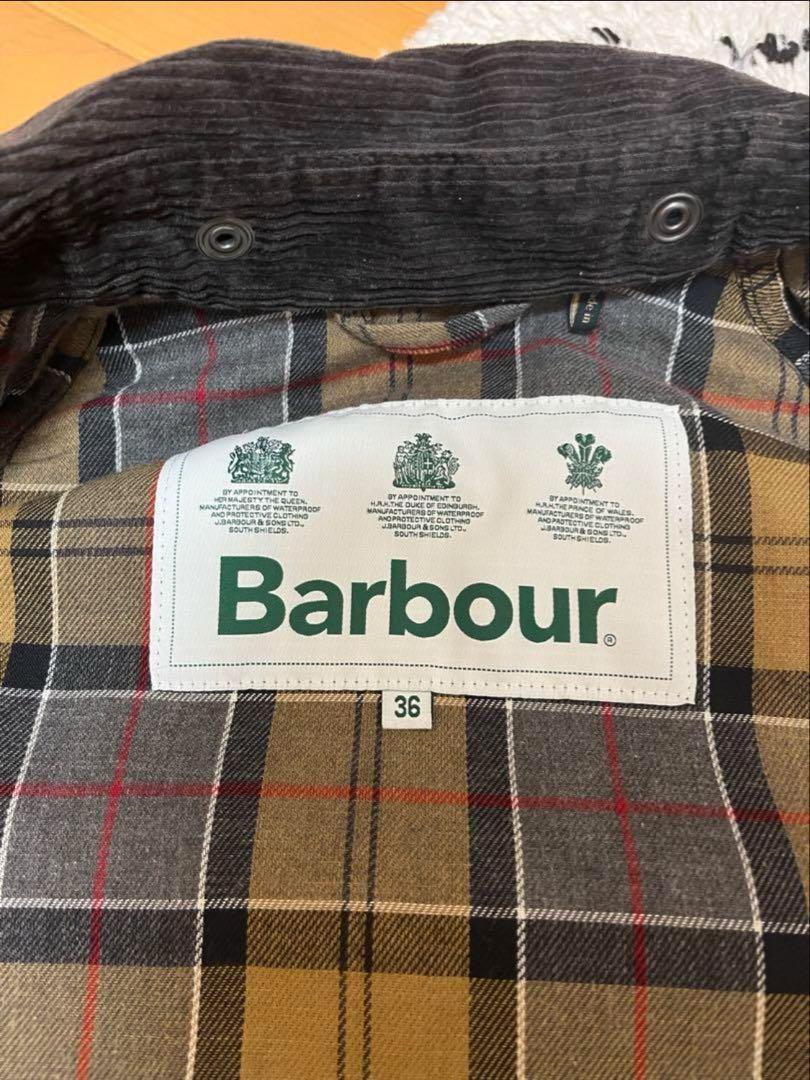 de in
BY APPOINTMENT TO
HER MAJESTY THE QUEEN.
MANUFACTURERS OF WATERPROOF
AND PROTECTIVE CLOTHING
J.BARBOUR & SONS LTD.,
SOUTH SHIELDS.
BY APPOINTMENT TO
H.R.H.THE DUKE OF EDINBURGH.
MANUFACTURERS OF WATERPROOF
AND PROTECTIVE CLOTHING
J.BARBOUR & SONS LTD.,
SOUTH SHIELDS.
BY APPOINTMENT TO
H.R.H.THE PRINCE OF WALES.
MANUFACTURERS OF WATERPROOF
AND PROTECTIVE CLOTHING
J.BARBOUR & SONS LTD.,
SOUTH SHIELDS.
Barbour®
36